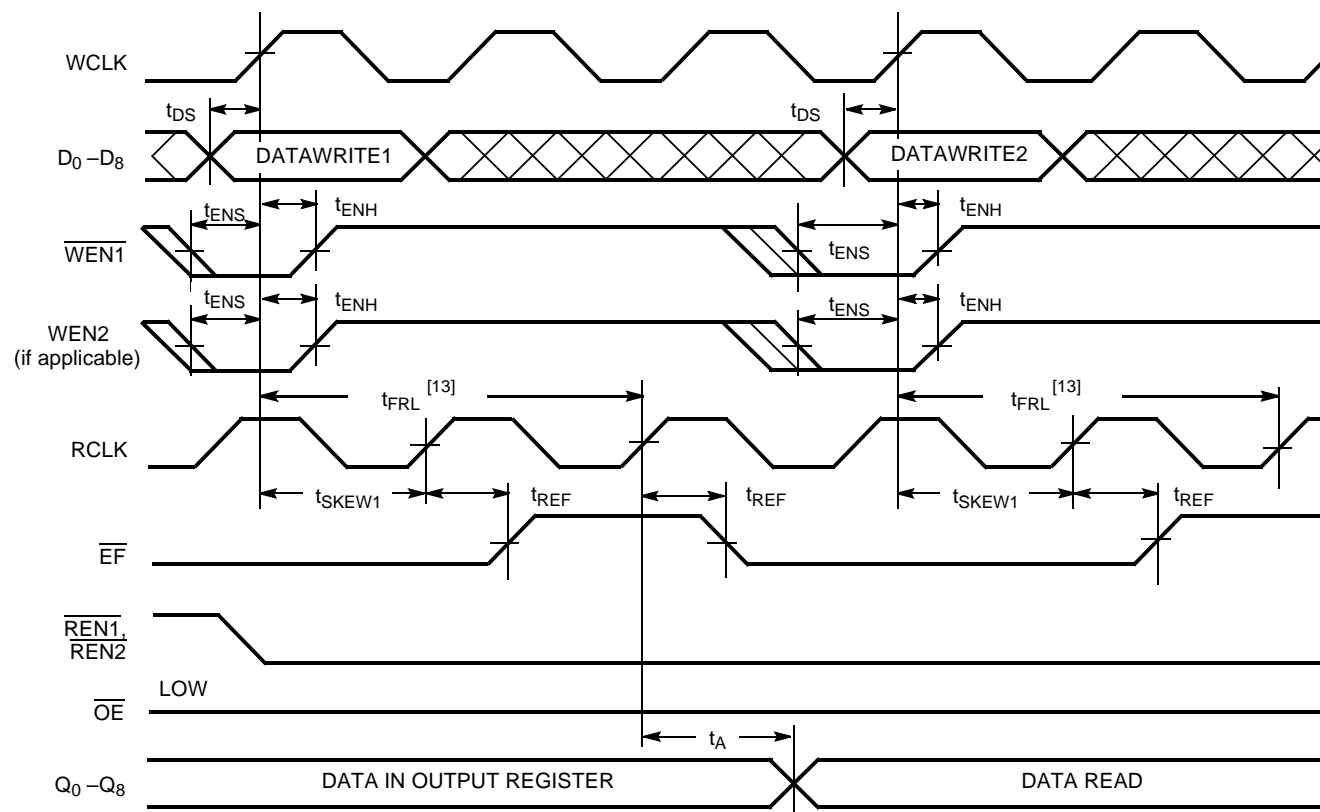 WCLK
tDS
tDS
D0 –D8
DATAWRITE1
DATAWRITE2
tENS
tENH
tENH
WEN1
tENS
tENS
tENH
tENH
WEN2
(if applicable)
tENS
tFRL [13]
tFRL [13]
RCLK
tSKEW1
tREF
tREF
tSKEW1
tREF
EF
REN1,
REN2
LOW
OE
tA
Q0 –Q8
DATA IN OUTPUT REGISTER
DATA READ